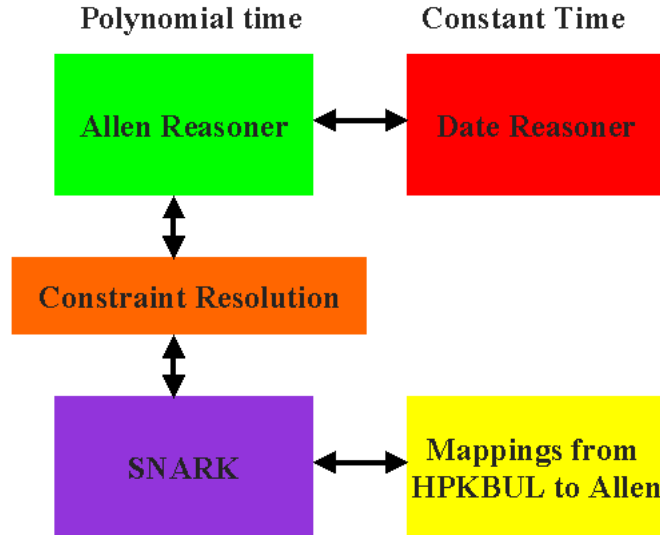 Polynomial time
Constant Time
Allen Reasoner
Date Reasoner
Constraint Resolution
SNARK
Mappings from
HPKBUL to Allen